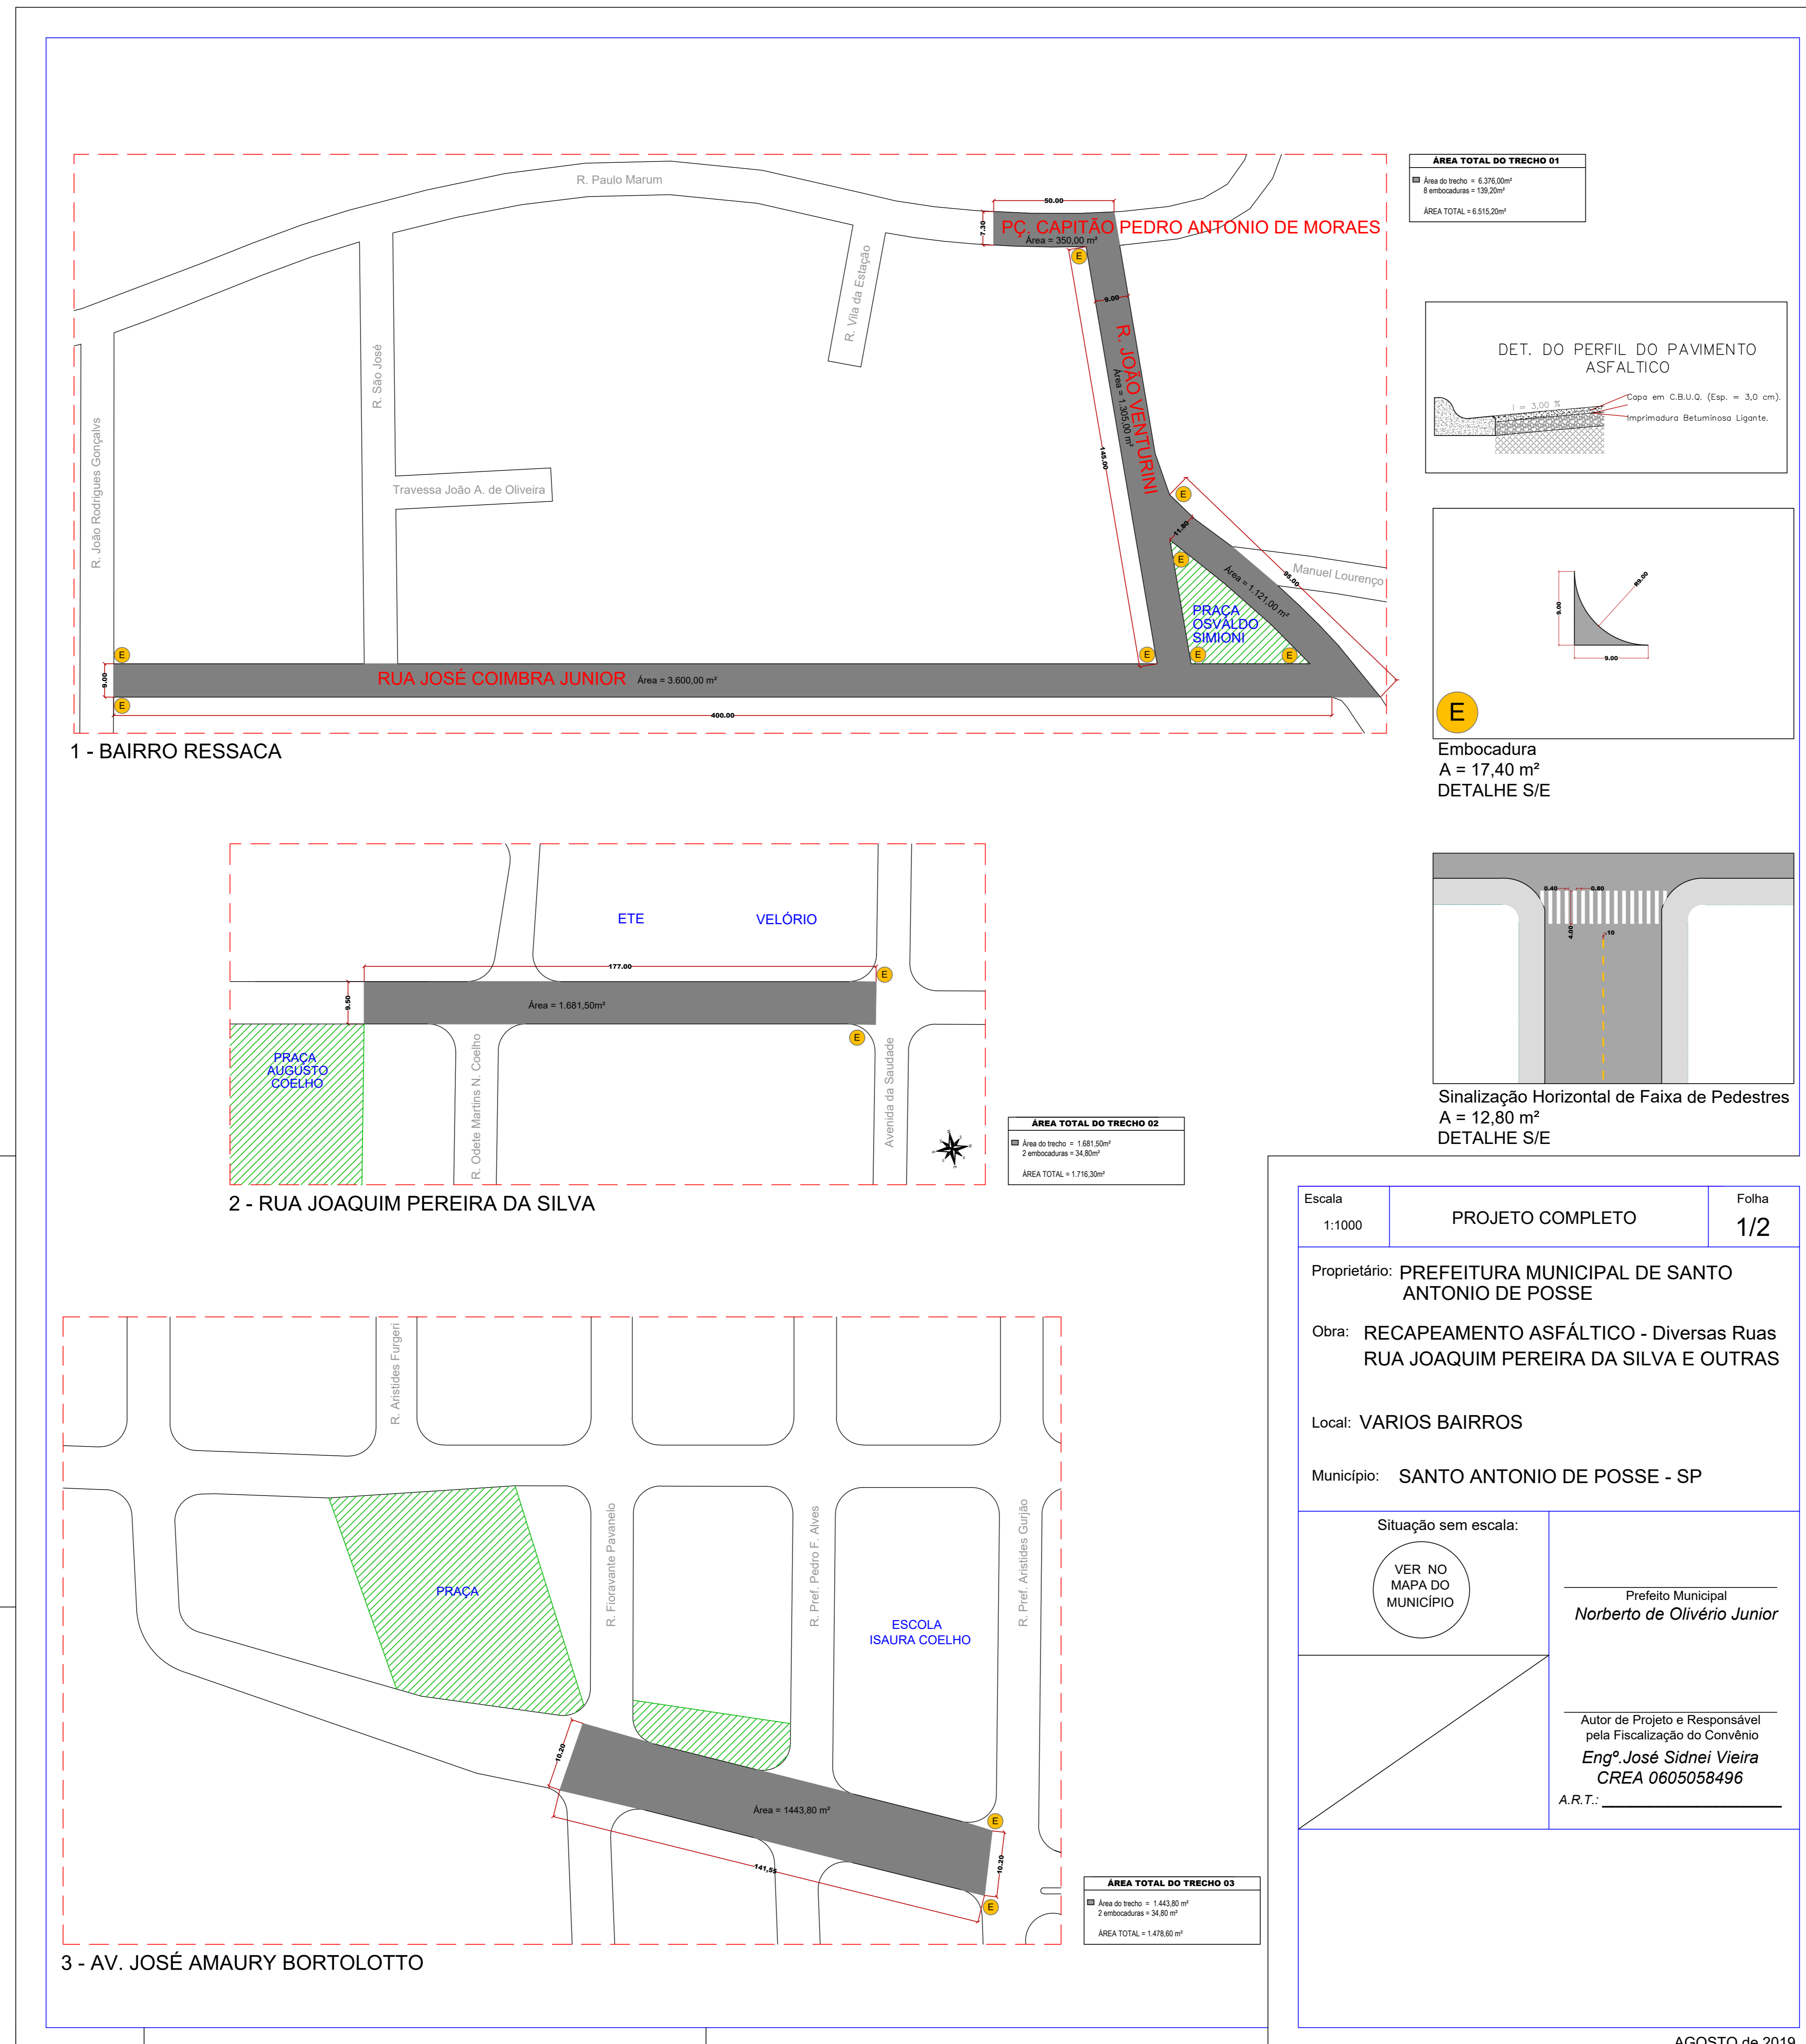 R. Paulo Marum
50.00
7.30
PÇ. CAPITÃO PEDRO ANTONIO DE MORAES
Área = 350,00 m²
E
R. Vila da Estação
9.00
R. JOÃO VENTURINI
Área = 1.305,00 m²
145.00
R. São José
R. João Rodrigues Gonçalvs
Travessa João A. de Oliveira
E
11.80
E
95.00
Manuel Lourenço
Área = 1.121,00 m²
PRAÇA
OSVALDO
SIMIONI
E
E
E
E
9.00
RUA JOSÉ COIMBRA JUNIOR
Área = 3.600,00 m²
E
400.00
1 - BAIRRO RESSACA
ÁREA TOTAL DO TRECHO 01
Área do trecho = 6.376,00m²
8 embocaduras = 139,20m²
ÁREA TOTAL = 6.515,20m²
DET. DO PERFIL DO PAVIMENTO
ASFALTICO
i = 3,00 %
Capa em C.B.U.Q. (Esp. = 3,0 cm).
Imprimadura Betuminosa Ligante.
9.00
R9.00
9.00
E
Embocadura
A = 17,40 m²
DETALHE S/E
0.40
0.80
4.00
.10
Sinalização Horizontal de Faixa de Pedestres
A = 12,80 m²
DETALHE S/E
ETE
VELÓRIO
177.00
E
9.50
Área = 1.681,50m²
E
PRAÇA
AUGUSTO
COELHO
R. Odete Martins N. Coelho
Avenida da Saudade
2 - RUA JOAQUIM PEREIRA DA SILVA
ÁREA TOTAL DO TRECHO 02
Área do trecho = 1.681,50m²
2 embocaduras = 34,80m²
ÁREA TOTAL = 1.716,30m²
R. Aristides Furgeri
R. Fioravante Pavanelo
R. Pref. Pedro F. Alves
R. Pref. Aristides Gurjão
PRAÇA
ESCOLA
ISAURA COELHO
10.20
Área = 1443,80 m²
E
10.20
141,55
E
3 - AV. JOSÉ AMAURY BORTOLOTTO
ÁREA TOTAL DO TRECHO 03
Área do trecho = 1.443,80 m²
2 embocaduras = 34,80 m²
ÁREA TOTAL = 1.478,60 m²
Escala
1:1000
PROJETO COMPLETO
Folha
1/2
Proprietário: PREFEITURA MUNICIPAL DE SANTO
ANTONIO DE POSSE
Obra: RECAPEAMENTO ASFÁLTICO - Diversas Ruas
RUA JOAQUIM PEREIRA DA SILVA E OUTRAS
Local: VARIOS BAIRROS
Município: SANTO ANTONIO DE POSSE - SP
Situação sem escala:
VER NO
MAPA DO
MUNICÍPIO
Prefeito Municipal
Norberto de Olivério Junior
Autor de Projeto e Responsável
pela Fiscalização do Convênio
Engº.José Sidnei Vieira
CREA 0605058496
A.R.T.:
AGOSTO de 2019